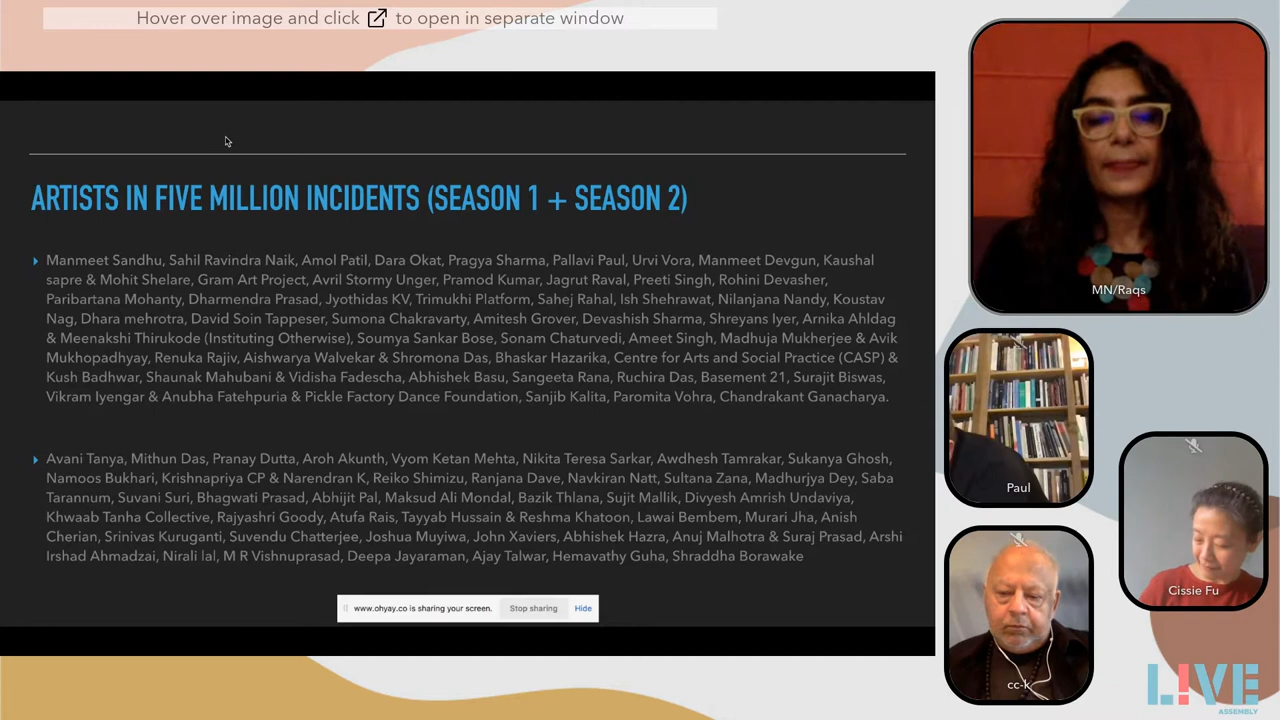 Hover over image and click to open in separate window
ARTISTS IN FIVE MILLION INCIDENTS (SEASON 1 + SEASON 2)
Manmeet Sandhu, Sahil Ravindra Naik, Amol Patil, Dara Okat, Pragya Sharma, Pallavi Paul, Urvi Vora, Manmeet Devgun, Kaushal
sapre & Mohit Shelare, Gram Art Project, Avril Stormy Unger, Pramod Kumar, Jagrut Raval, Preeti Singh, Rohini Devasher,
Paribartana Mohanty, Dharmendra Prasad, Jyothidas KV, Trimukhi Platform, Sahej Rahal, Ish Shehrawat, Nilanjana Nandy, Koustav
Nag, Dhara mehrotra, David Soin Tappeser, Sumona Chakravarty, Amitesh Grover, Devashish Sharma, Shreyans Iyer, Arnika Ahldag
& Meenakshi Thirukode (Instituting Otherwise), Soumya Sankar Bose, Sonam Chaturvedi, Ameet Singh, Madhuja Mukherjee & Avik
Mukhopadhyay, Renuka Rajiv, Aishwarya Walvekar & Shromona Das, Bhaskar Hazarika, Centre for Arts and Social Practice (CASP) &
Kush Badhwar, Shaunak Mahubani & Vidisha Fadescha, Abhishek Basu, Sangeeta Rana, Ruchira Das, Basement 21, Surajit Biswas,
Vikram Iyengar & Anubha Fatehpuria & Pickle Factory Dance Foundation, Sanjib Kalita, Paromita Vohra, Chandrakant Ganacharya.
Avani Tanya, Mithun Das, Pranay Dutta, Aroh Akunth, Vyom Ketan Mehta, Nikita Teresa Sarkar, Awdhesh Tamrakar, Sukanya Ghosh,
Namoos Bukhari, Krishnapriya CP & Narendran K, Reiko Shimizu, Ranjana Dave, Navkiran Natt, Sultana Zana, Madhurjya Dey, Saba
Tarannum, Suvani Suri, Bhagwati Prasad, Abhijit Pal, Maksud Ali Mondal, Bazik Thlana, Sujit Mallik, Divyesh Amrish Undaviya,
Khwaab Tanha Collective, Rajyashri Goody, Atufa Rais, Tayyab Hussain & Reshma Khatoon, Lawai Bembem, Murari Jha, Anish
Cherian, Srinivas Kuruganti, Suvendu Chatterjee, Joshua Muyiwa, John Xaviers, Abhishek Hazra, Anuj Malhotra & Suraj Prasad, Arshi
Irshad Ahmadzai, Nirali lal, M R Vishnuprasad, Deepa Jayaraman, Ajay Talwar, Hemavathy Guha, Shraddha Borawake
www.ohyay.co is sharing your screen. Stop sharing Hide
MN/Raqs
Paul
Cissie Fu
cc-k
L!VE
ASSEMBLY